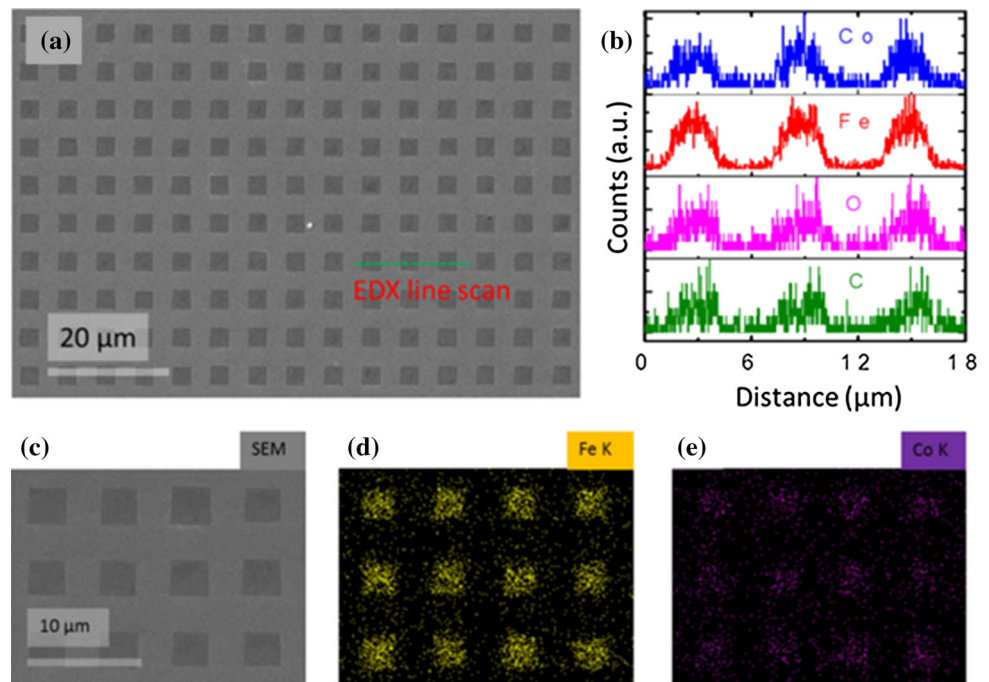 (a)
EDX line scan
20 µm
(b)
Co
Fe
O
C
Counts (a.u.)
0 6 12 18
Distance (µm)
(c)
SEM
10 µm
(d)
Fe K
(e)
Co K